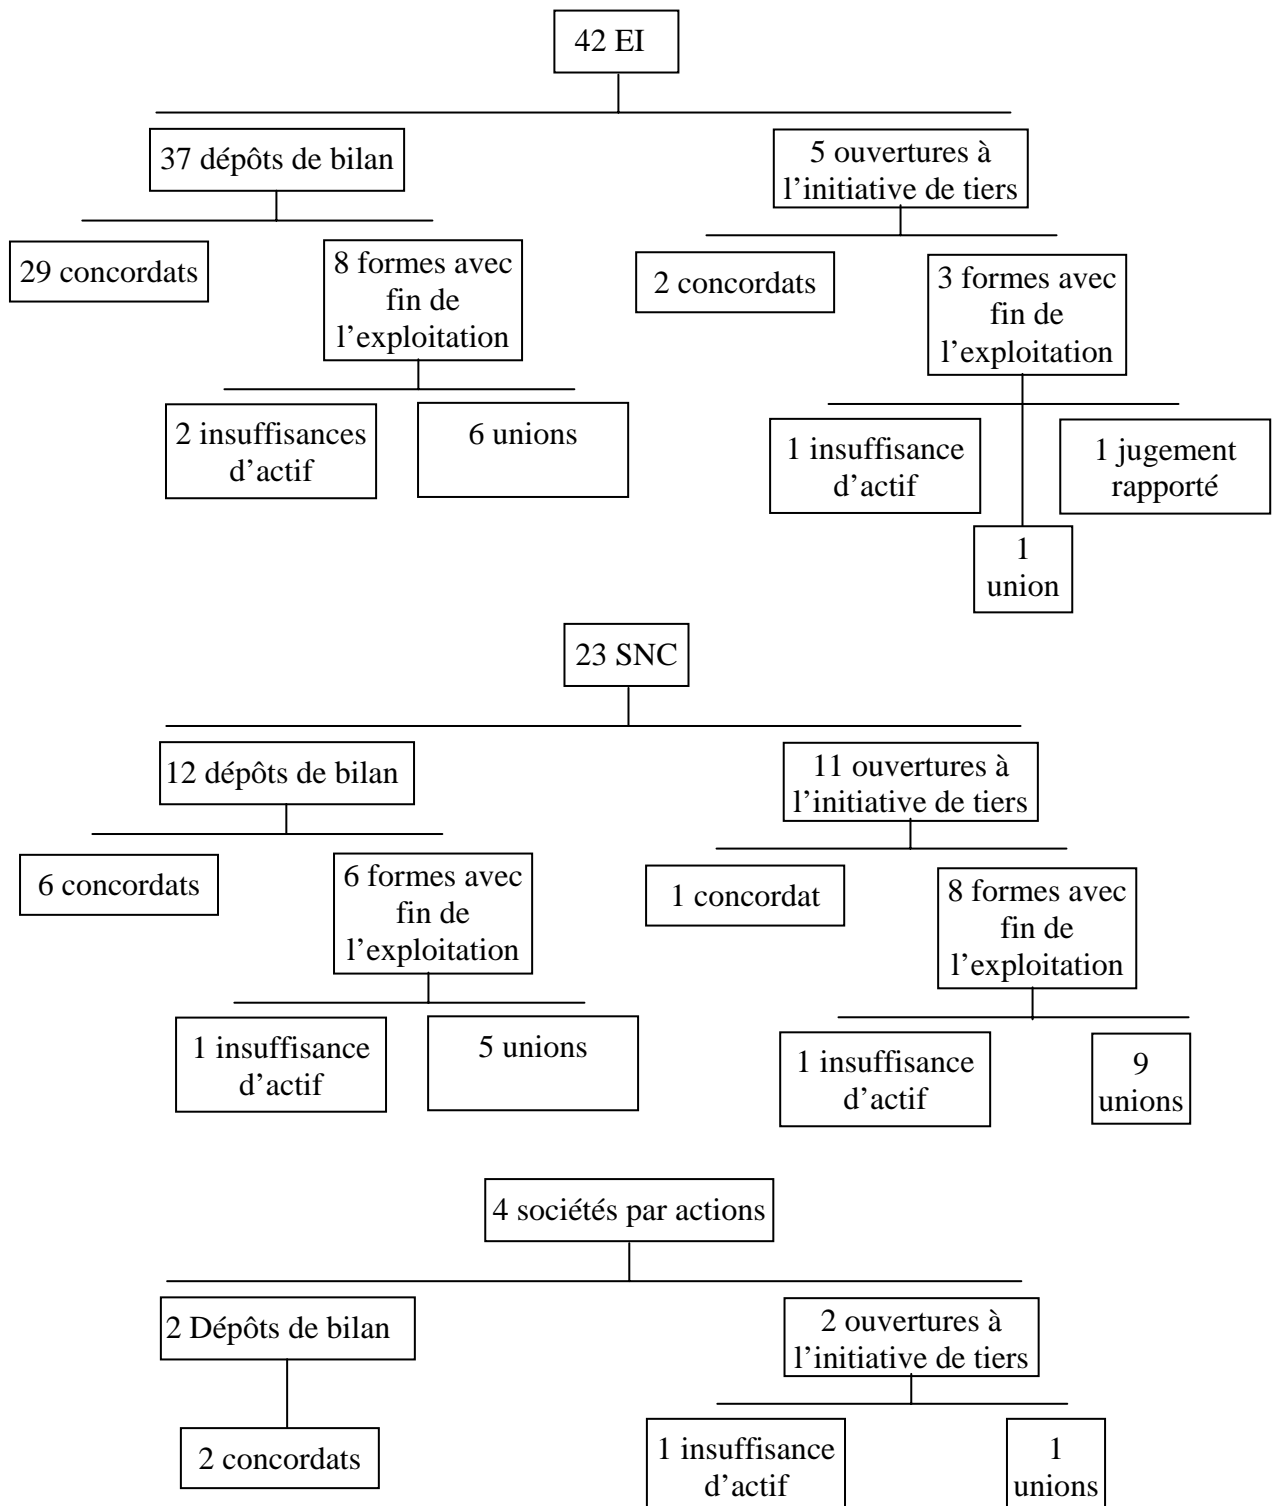 42 EI
37 dépôts de bilan
5 ouvertures à
l’initiative de tiers
29 concordats
8 formes avec
fin de
l’exploitation
2 concordats
3 formes avec
fin de
l’exploitation
2 insuffisances
d’actif
6 unions
1 insuffisance
d’actif
1 jugement
rapporté
1
union
23 SNC
12 dépôts de bilan
11 ouvertures à
l’initiative de tiers
6 concordats
6 formes avec
fin de
l’exploitation
1 concordat
8 formes avec
fin de
l’exploitation
1 insuffisance
d’actif
5 unions
1 insuffisance
d’actif
9
unions
4 sociétés par actions
2 Dépôts de bilan
2 ouvertures à
l’initiative de tiers
2 concordats
1 insuffisance
d’actif
1
unions